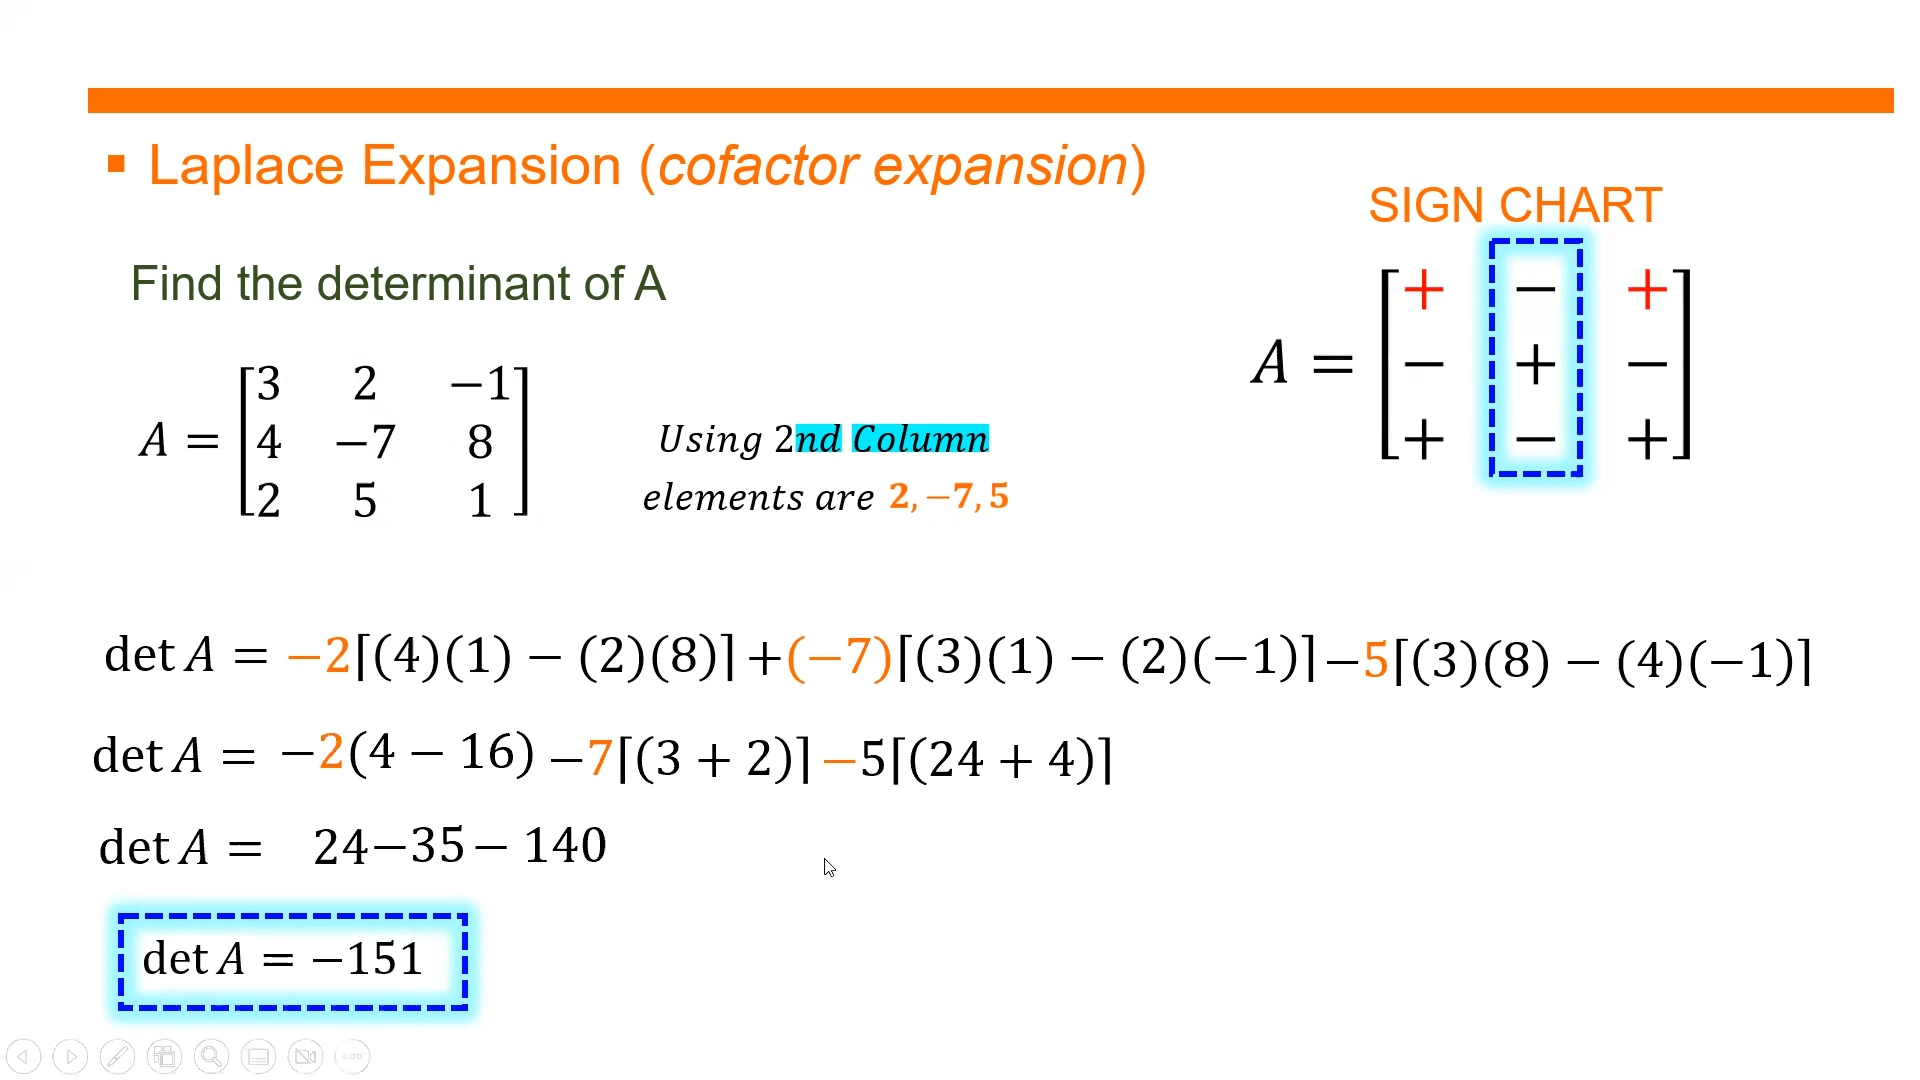 ▪ Laplace Expansion (cofactor expansion)
SIGN CHART
Find the determinant of A
A = [3 2 −1
4 −7 8
2 5 1]
Using 2nd Column
elements are 2, −7, 5
A = [+ − +
− + −
+ − +]
det A = −2⌈(4)(1) − (2)(8)⌉ +(−7)⌈(3)(1) − (2)(−1)⌉ −5⌈(3)(8) − (4)(−1)⌉
det A = −2(4 − 16) −7⌈(3 + 2)⌉ −5⌈(24 + 4)⌉
det A = 24−35− 140
det A = −151